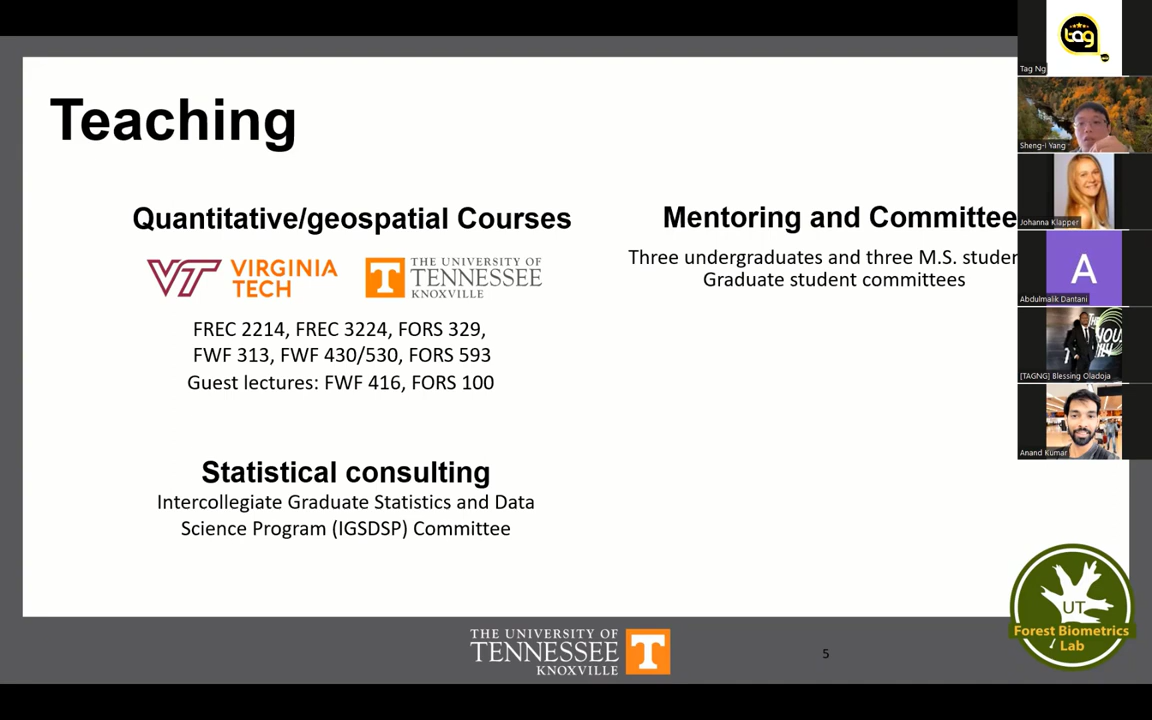 Teaching
Quantitative/geospatial Courses
VT VIRGINIA
TECH
T THE UNIVERSITY OF
TENNESSEE
KNOXVILLE
FREC 2214, FREC 3224, FORS 329,
FWF 313, FWF 430/530, FORS 593
Guest lectures: FWF 416, FORS 100
Statistical consulting
Intercollegiate Graduate Statistics and Data
Science Program (IGSDSP) Committee
Mentoring and Committee
Three undergraduates and three M.S. studen
Graduate student committees
THE UNIVERSITY OF
TENNESSEE
KNOXVILLE
T
5
UT
Forest Biometrics
Lab
tag
Tag Ng
Sheng-i Yang
Johanna Klapper
A
Abdulmalik Dantani
[TAGNG] Blessing Oladoja
Anand Kumar